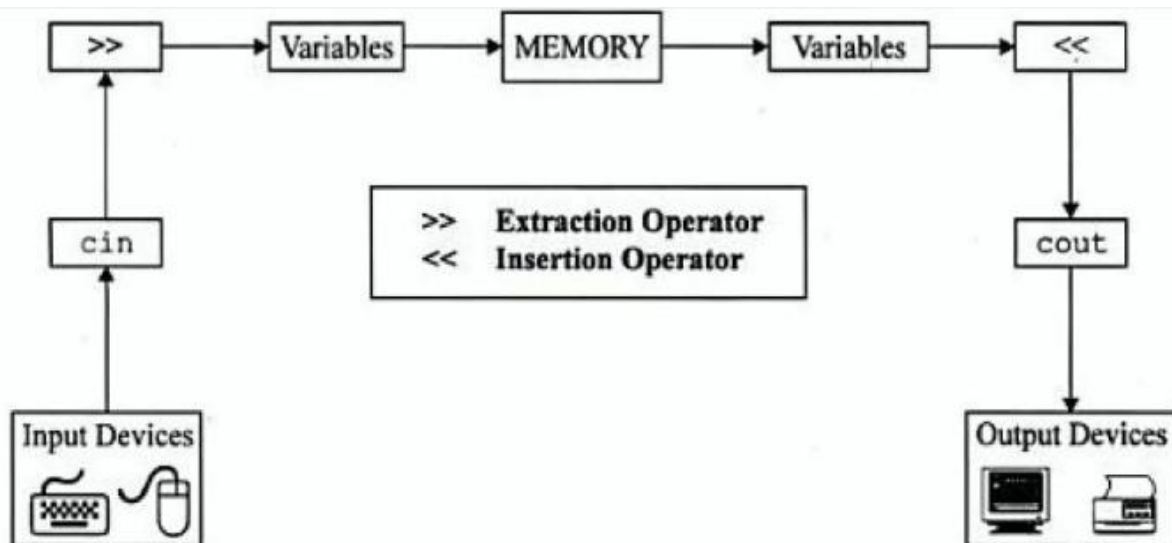 >> Variables MEMORY Variables <<
>> Extraction Operator
<< Insertion Operator
cin
cout
Input Devices
Output Devices